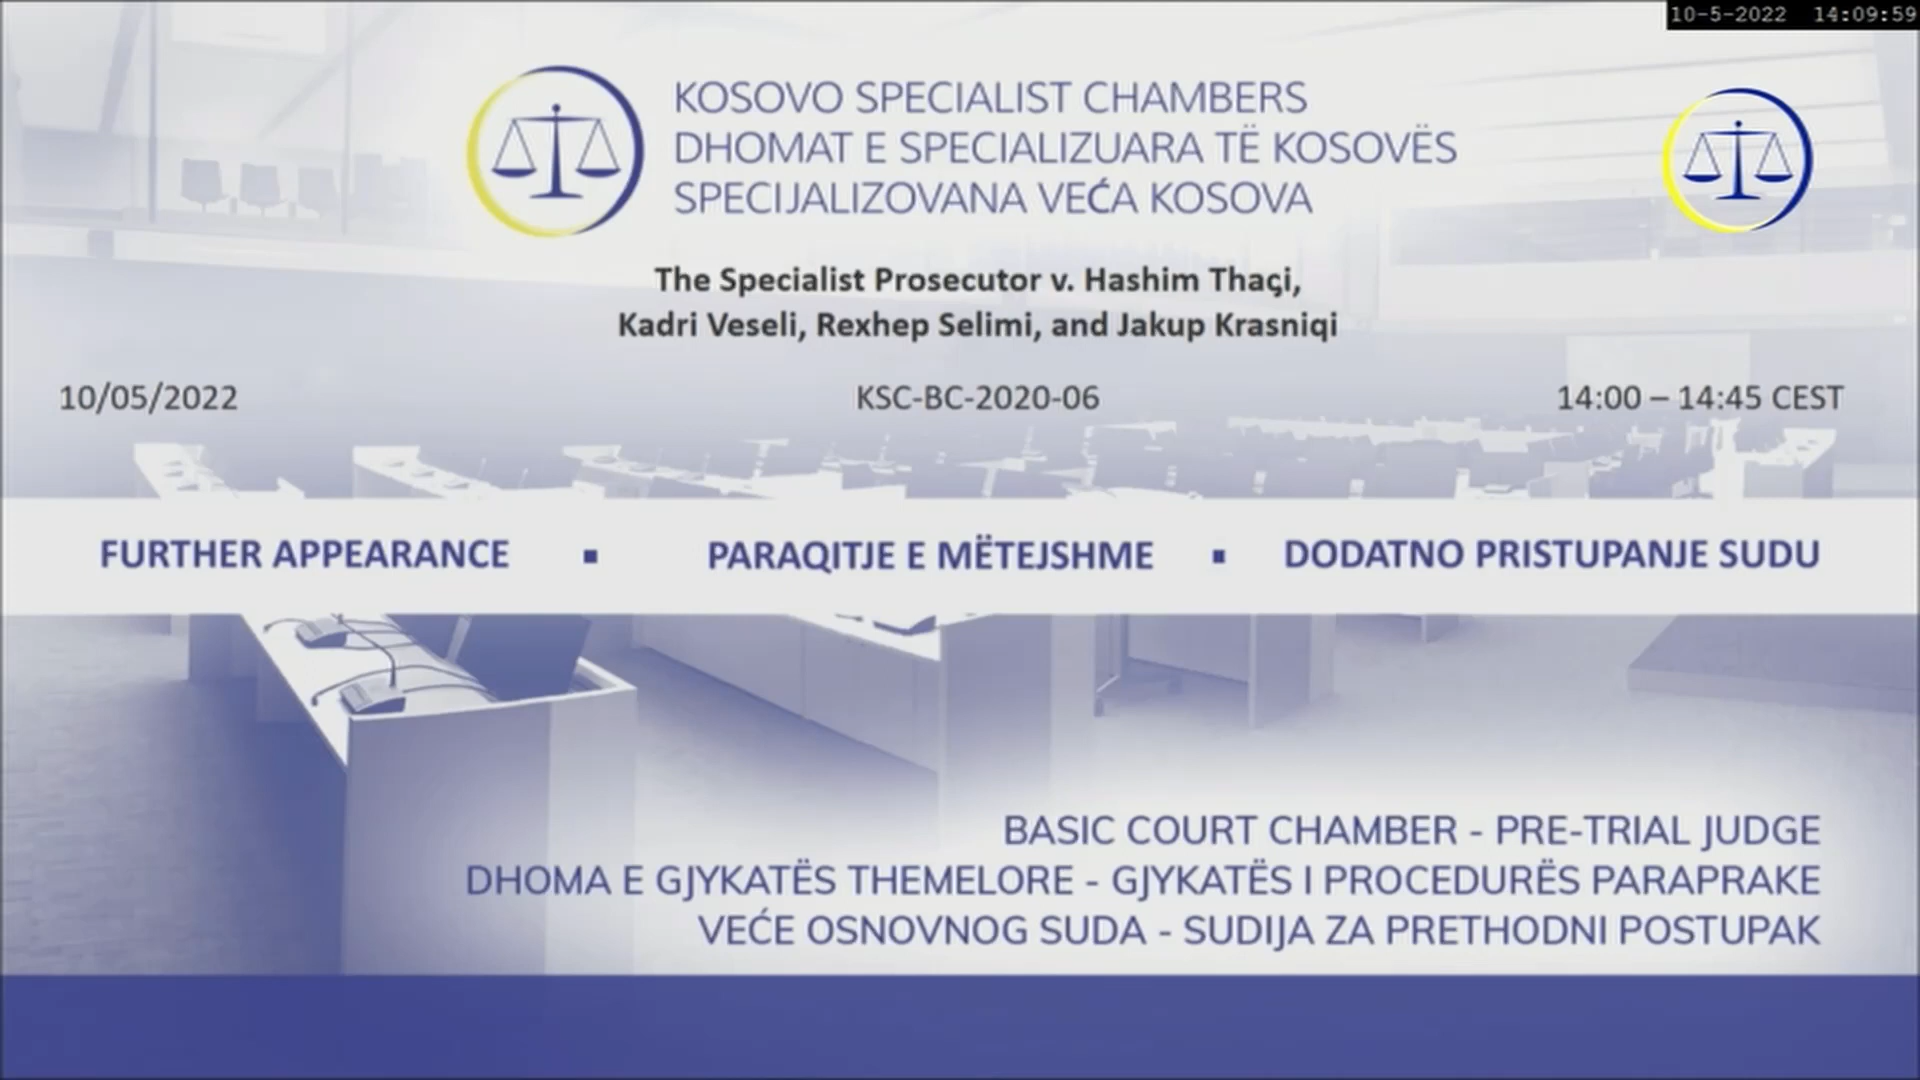 10-5-2022 14:09:59
KOSOVO SPECIALIST CHAMBERS
DHOMAT E SPECIALIZUARA TË KOSOVËS
SPECIJALIZOVANA VEĆA KOSOVA
The Specialist Prosecutor v. Hashim Thaçi,
Kadri Veseli, Rexhep Selimi, and Jakup Krasniqi
10/05/2022 KSC-BC-2020-06 14:00 – 14:45 CEST
FURTHER APPEARANCE ▪ PARAQITJE E MËTEJSHME ▪ DODATNO PRISTUPANJE SUDU
BASIC COURT CHAMBER - PRE-TRIAL JUDGE
DHOMA E GJYKATËS THEMELORE - GJYKATËS I PROCEDURËS PARAPRAKE
VEĆE OSNOVNOG SUDA - SUDIJA ZA PRETHODNI POSTUPAK